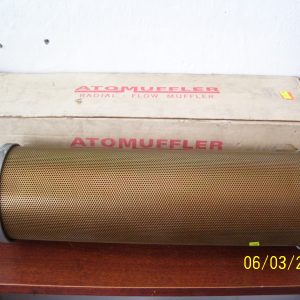 ATOMUFFLER
RADIAL - FLOW MUFFLER
ATOMUFFLER
06/03/2